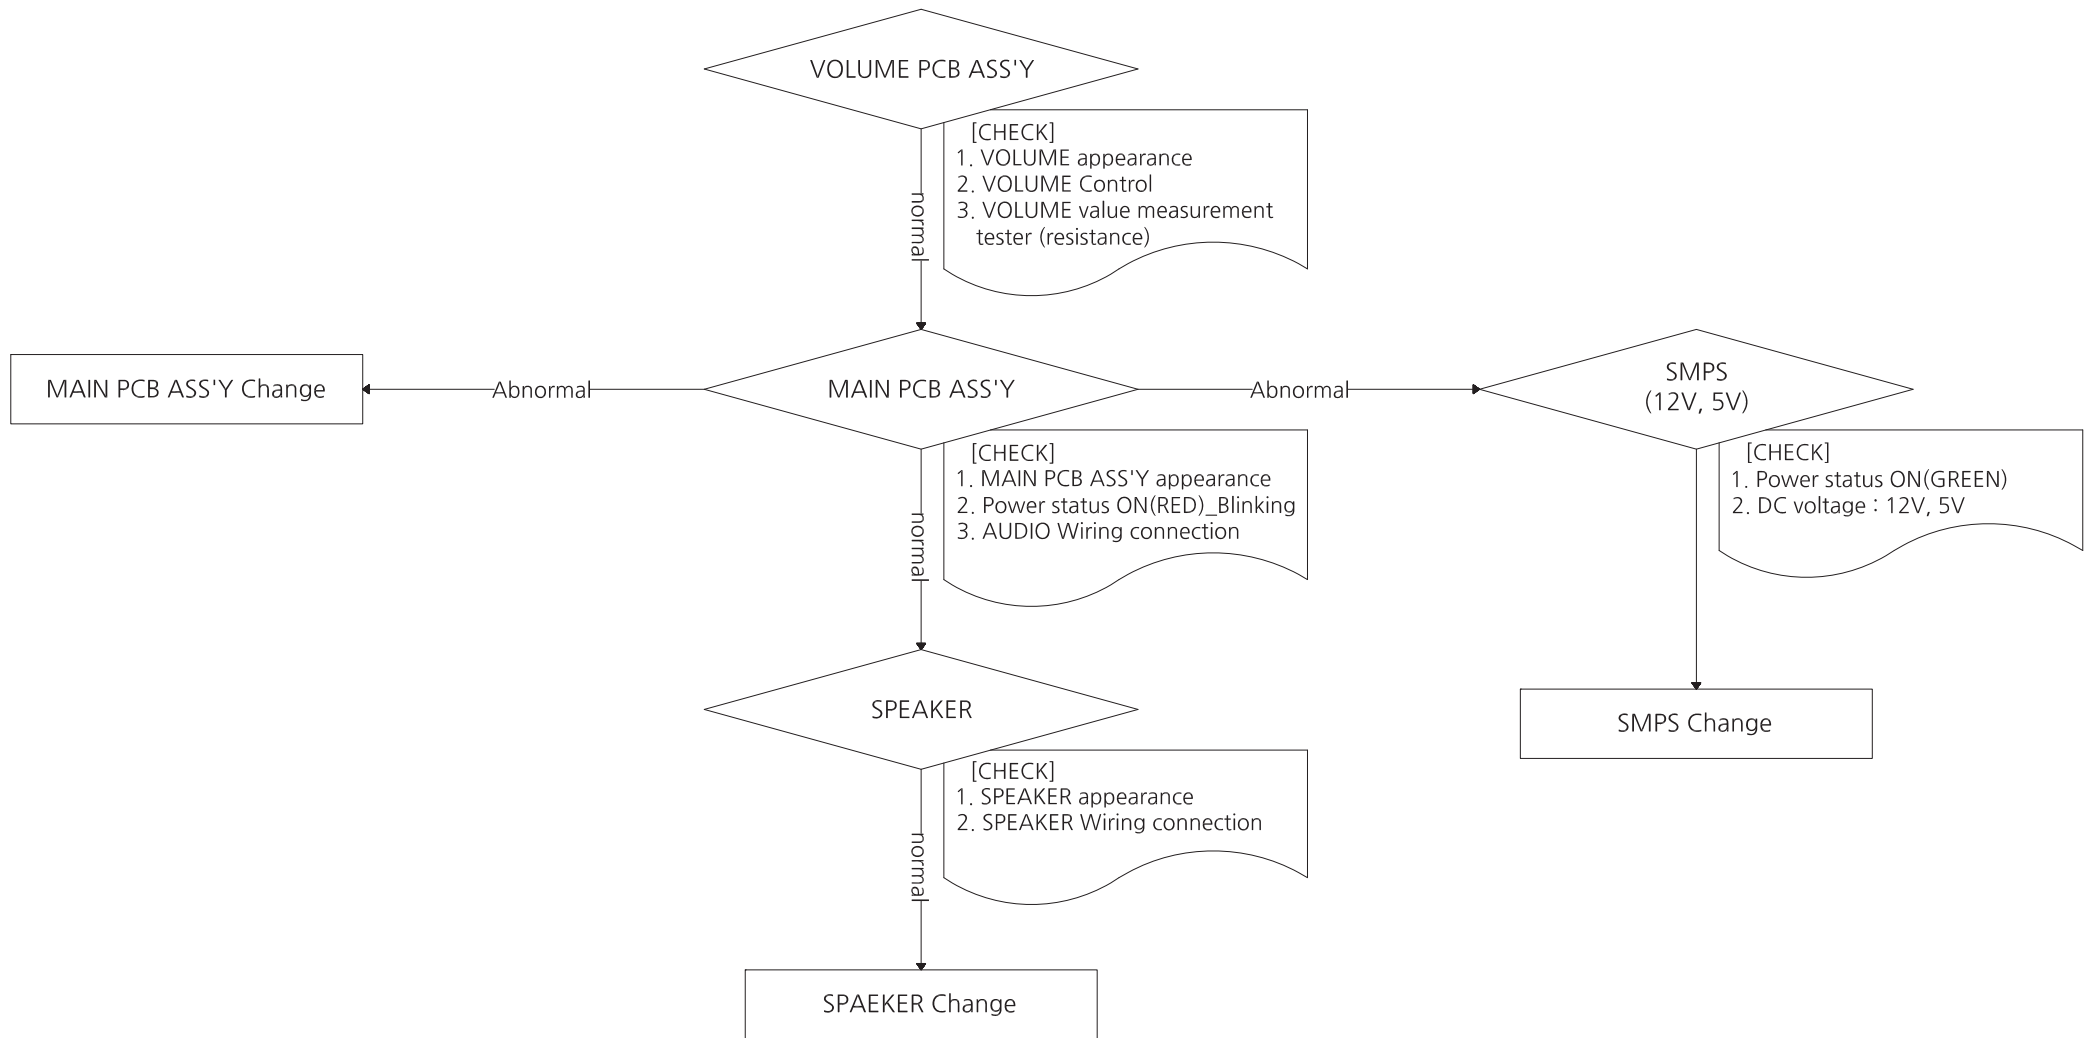 VOLUME PCB ASS'Y
[CHECK]
1. VOLUME appearance
2. VOLUME Control
3. VOLUME value measurement
tester (resistance)
normal
MAIN PCB ASS'Y Change
Abnormal
MAIN PCB ASS'Y
Abnormal
SMPS
(12V, 5V)
[CHECK]
1. MAIN PCB ASS'Y appearance
2. Power status ON(RED)_Blinking
3. AUDIO Wiring connection
[CHECK]
1. Power status ON(GREEN)
2. DC voltage : 12V, 5V
normal
SPEAKER
SMPS Change
[CHECK]
1. SPEAKER appearance
2. SPEAKER Wiring connection
normal
SPAEKER Change